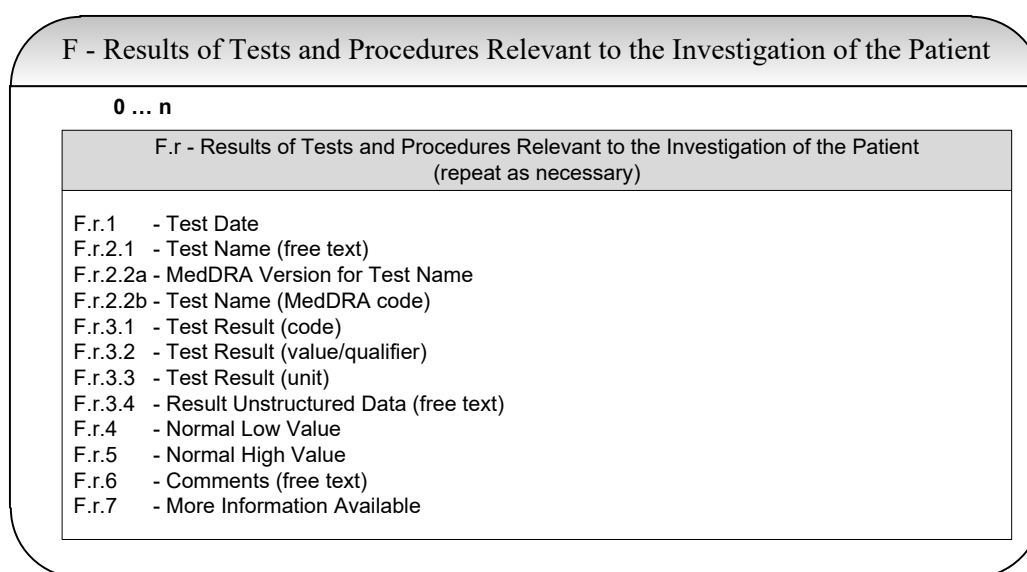 F - Results of Tests and Procedures Relevant to the Investigation of the Patient
0 … n
F.r - Results of Tests and Procedures Relevant to the Investigation of the Patient
(repeat as necessary)
F.r.1 - Test Date
F.r.2.1 - Test Name (free text)
F.r.2.2a - MedDRA Version for Test Name
F.r.2.2b - Test Name (MedDRA code)
F.r.3.1 - Test Result (code)
F.r.3.2 - Test Result (value/qualifier)
F.r.3.3 - Test Result (unit)
F.r.3.4 - Result Unstructured Data (free text)
F.r.4 - Normal Low Value
F.r.5 - Normal High Value
F.r.6 - Comments (free text)
F.r.7 - More Information Available